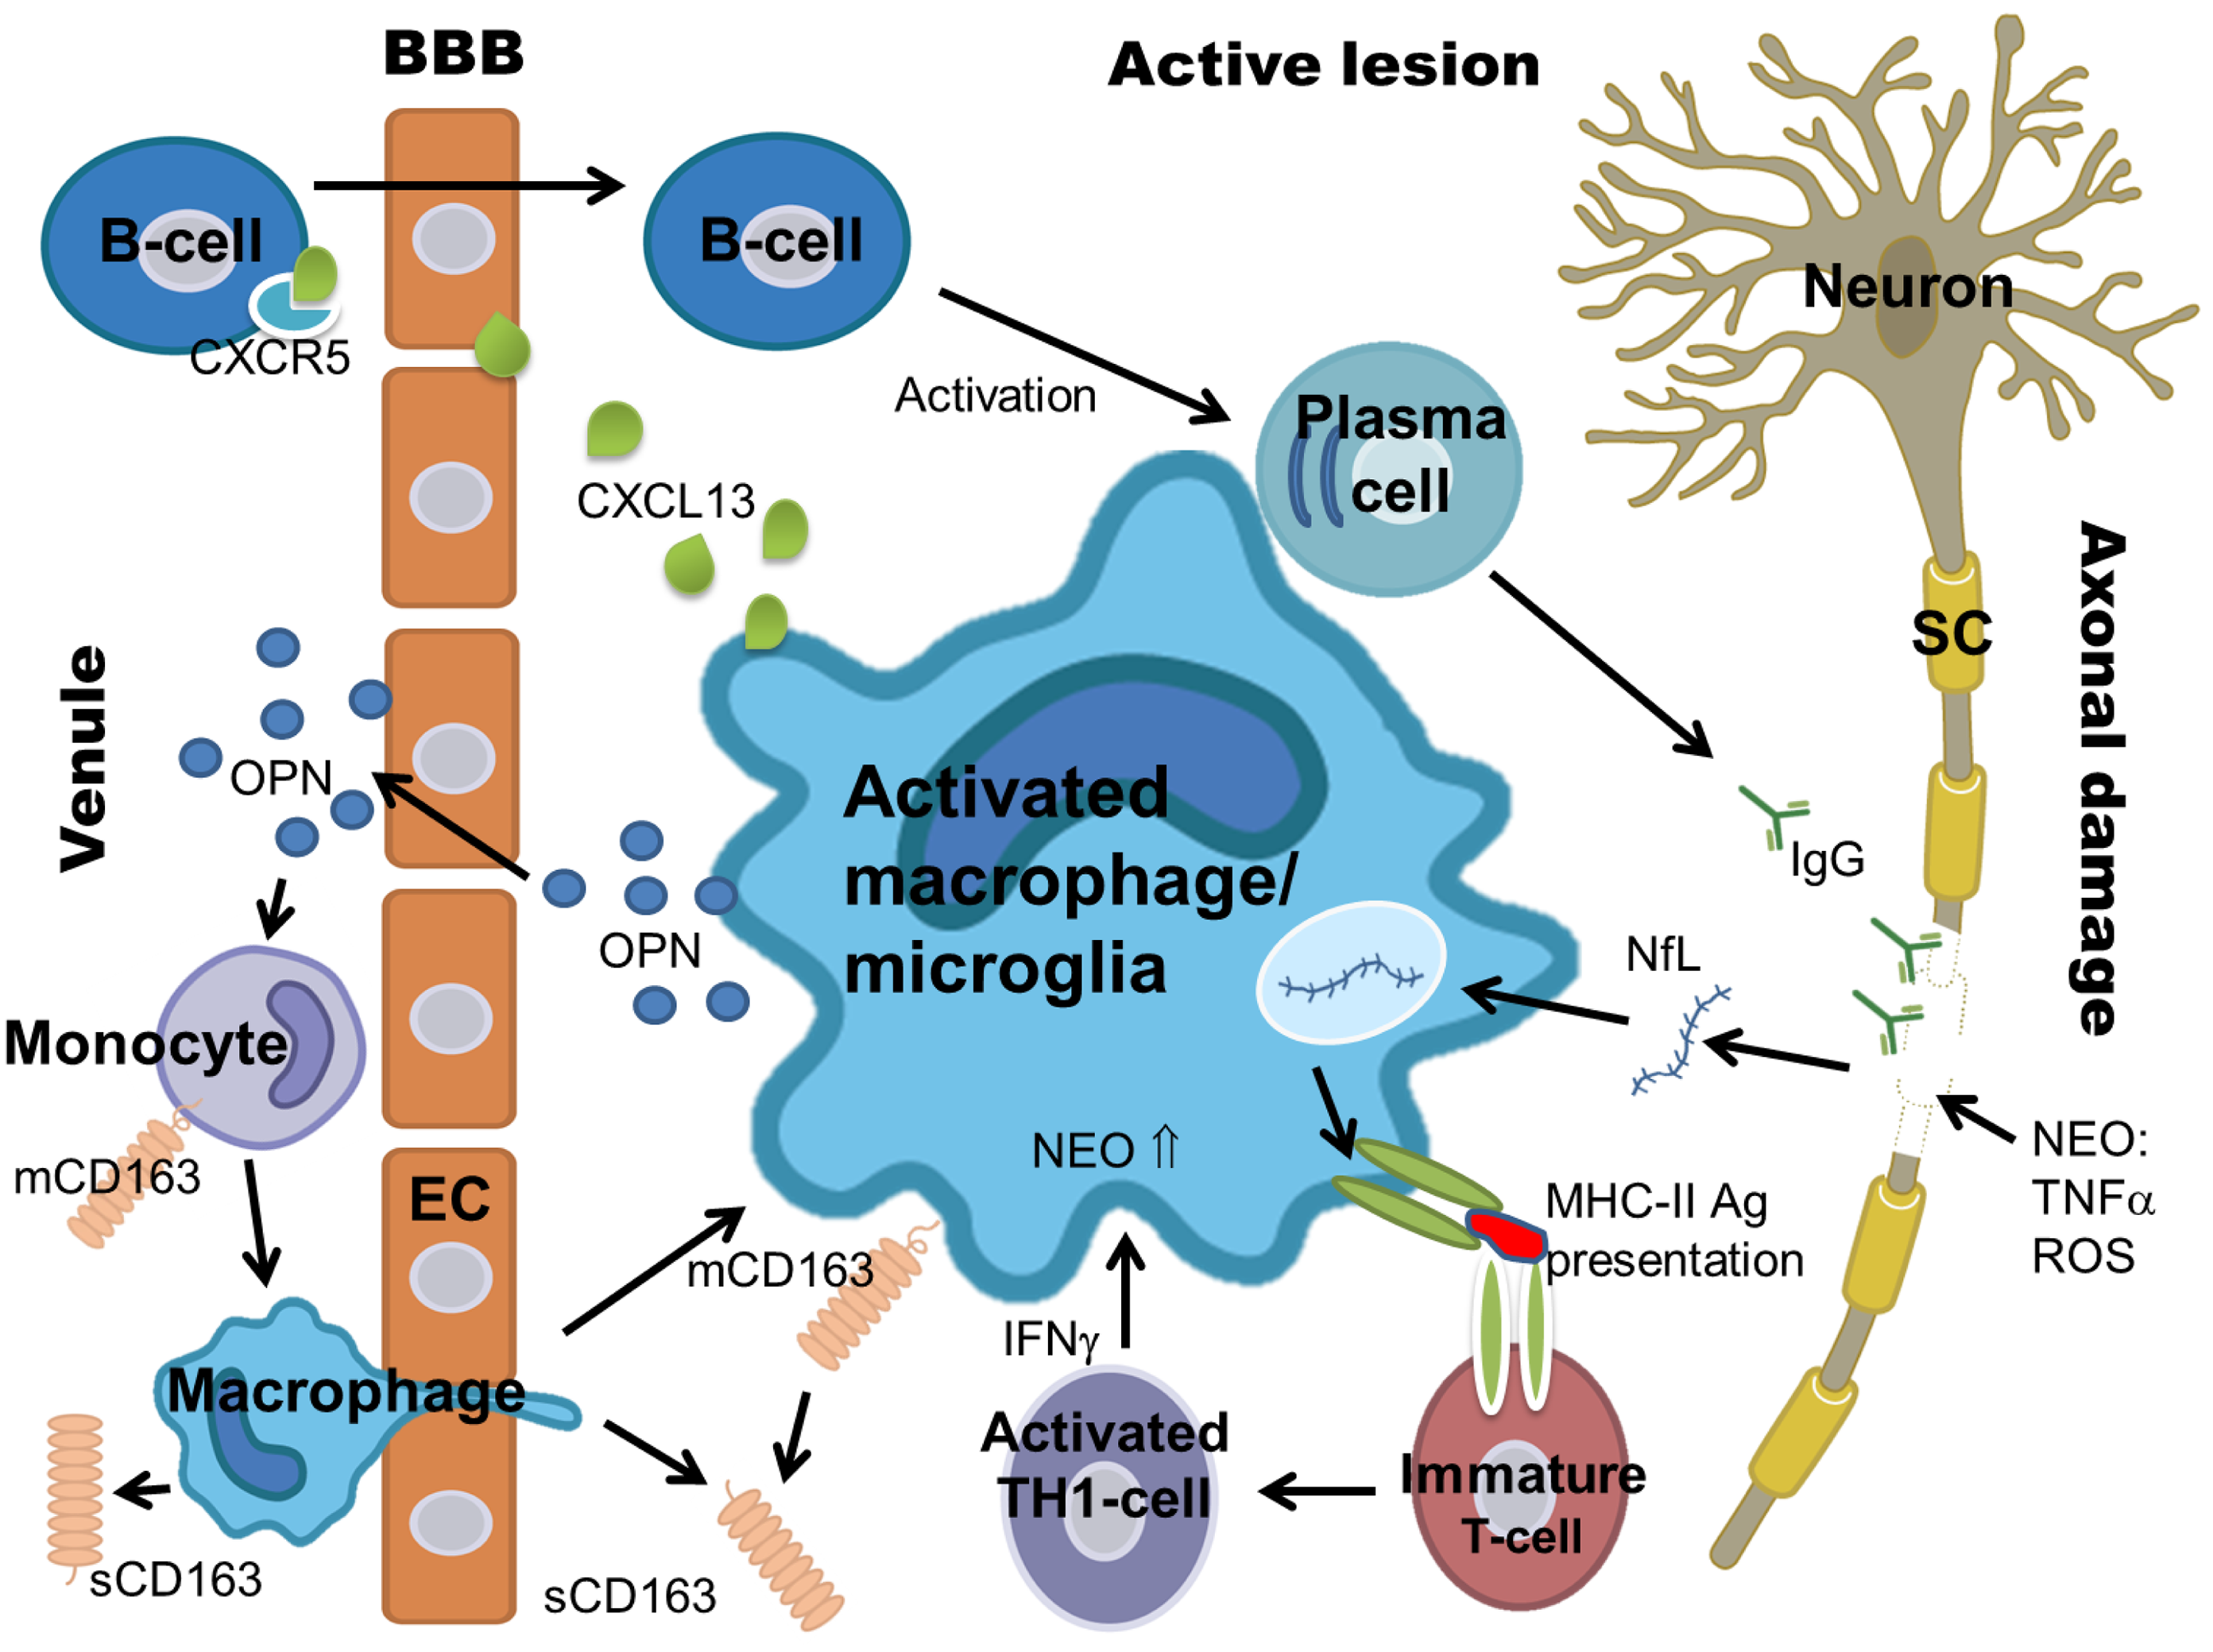 BBB
Active lesion
B-cell
CXCR5
B-cell
Activation
CXCL13
Plasma
cell
Neuron
SC
Axonal damage
Venule
OPN
OPN
Activated
macrophage/
microglia
IgG
NfL
Monocyte
mCD163
NEO ⇑
EC
mCD163
MHC-II Ag
presentation
NEO:
TNFα
ROS
IFNγ
Macrophage
sCD163
sCD163
Activated
TH1-cell
Immature
T-cell